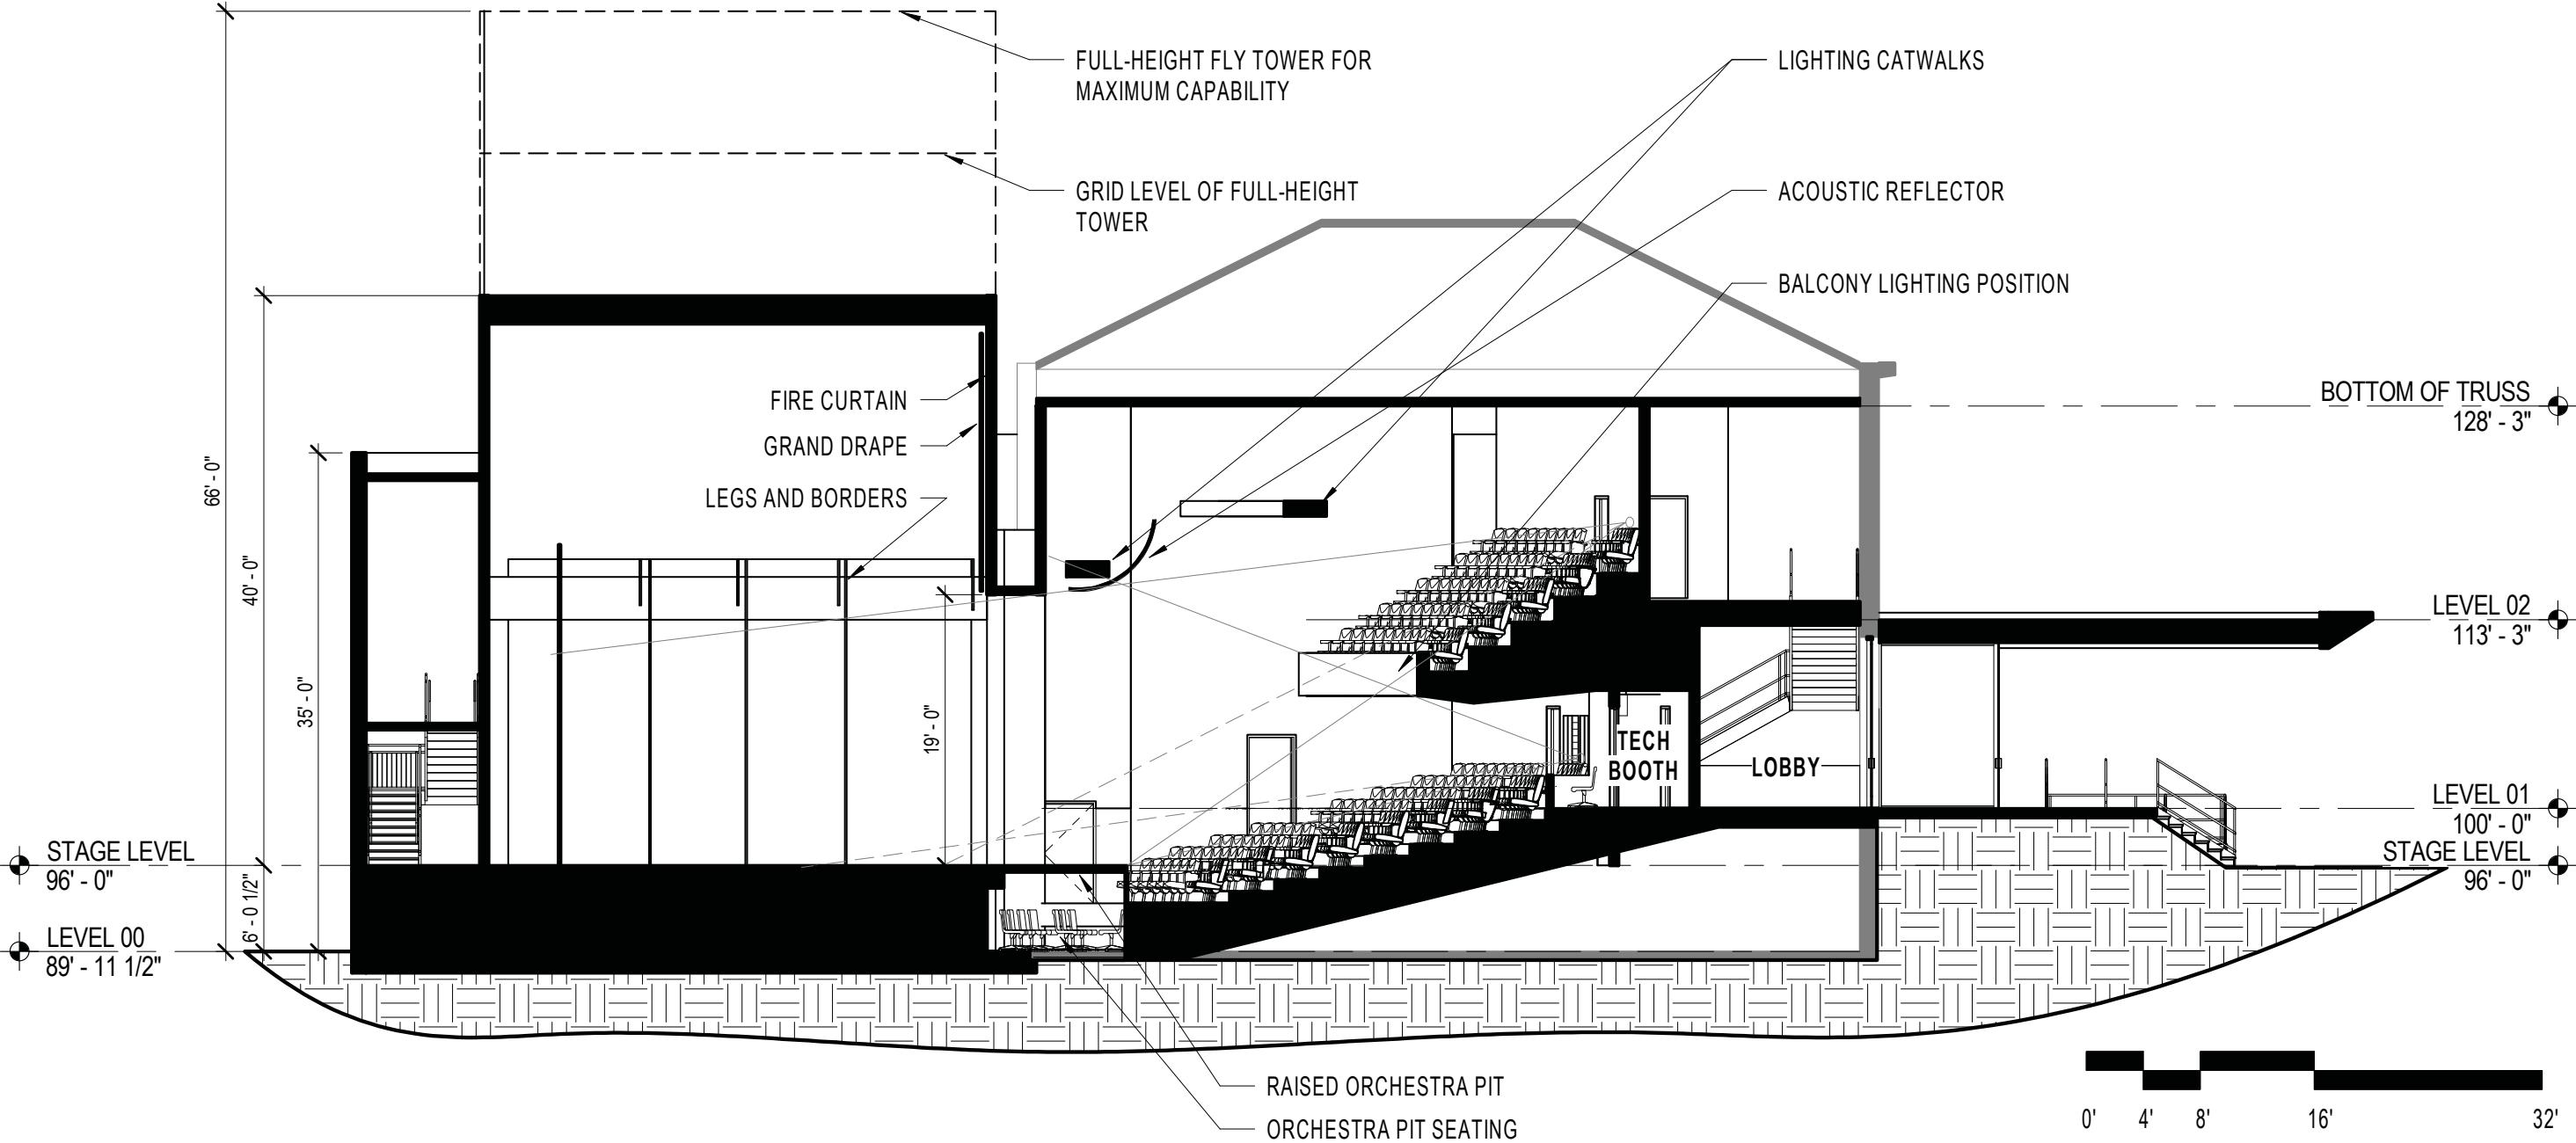 FULL-HEIGHT FLY TOWER FOR
MAXIMUM CAPABILITY
LIGHTING CATWALKS
GRID LEVEL OF FULL-HEIGHT
TOWER
ACOUSTIC REFLECTOR
BALCONY LIGHTING POSITION
FIRE CURTAIN
GRAND DRAPE
LEGS AND BORDERS
BOTTOM OF TRUSS
128' - 3"
66' - 0"
40' - 0"
35' - 0"
19' - 0"
6' - 0 1/2"
LEVEL 02
113' - 3"
TECH
BOOTH
LOBBY
LEVEL 01
100' - 0"
STAGE LEVEL
96' - 0"
STAGE LEVEL
96' - 0"
LEVEL 00
89' - 11 1/2"
RAISED ORCHESTRA PIT
ORCHESTRA PIT SEATING
0' 4' 8' 16' 32'